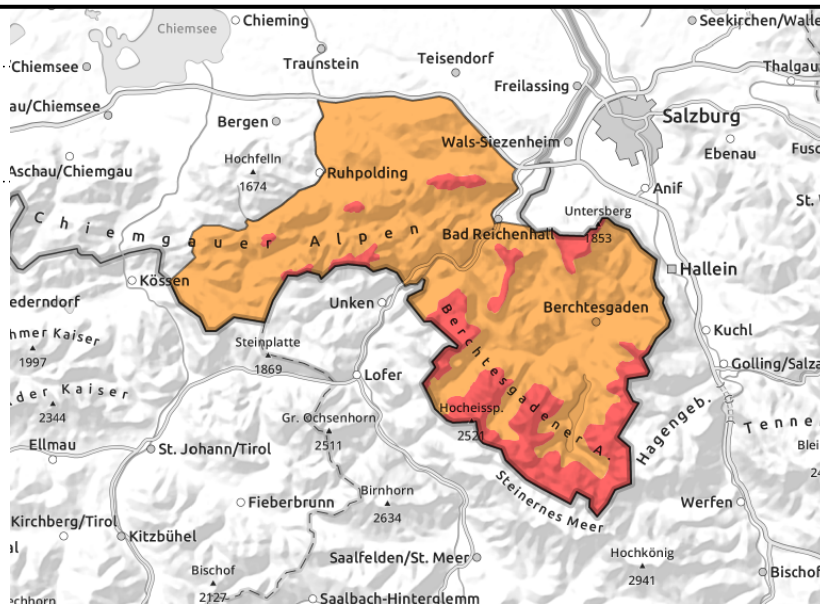 Chieming
Chiemsee
Seekirchen/Walle
Traunstein
Teisendorf
Chiemsee
Thalgau
Freilassing
au/Chiemsee
Salzburg
Bergen
Wals-Siezenheim
Ebenau
Fusc
Hochfelln
1674
Aschau/Chiemgau
Ruhpolding
Anif
St.
Untersberg
1853
Chiemgauer Alpen
Bad Reichenhall
Hallein
Kössen
ederndorf
Unken
Berchtesgaden
hmer Kaiser
1997
Kuchl
Steinplatte
1869
Golling/Salza
Lofer
Berchtesgadener A.
der Kaiser
2344
Hocheissp.
2521
Hagengeb.
Gr. Ochsenhorn
2511
Tenne
Ellmau
St. Johann/Tirol
Blei
24
Steinernes Meer
Birnhorn
2634
Fieberbrunn
Werfen
Kirchberg/Tirol
Kitzbühel
al
Saalfelden/St. Meer
Hochkönig
2941
Bischof
2127
Bischof
echborn
Saalbach-Hinterglemm